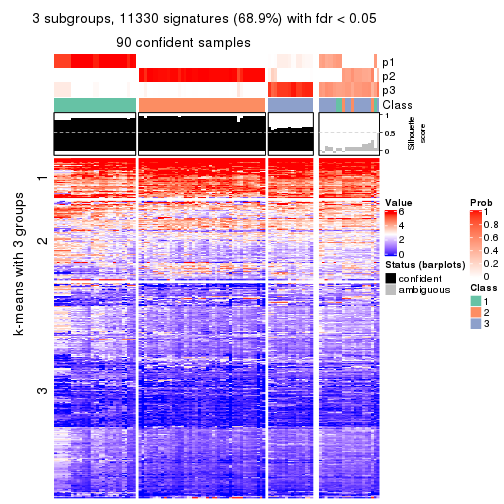 3 subgroups, 11330 signatures (68.9%) with fdr < 0.05
90 confident samples
p1
p2
p3
Class
1
0.5
0
Silhouette
score
k-means with 3 groups
1
2
3
Value
6
4
2
0
Status (barplots)
confident
ambiguous
Prob
1
0.8
0.6
0.4
0.2
0
Class
1
2
3